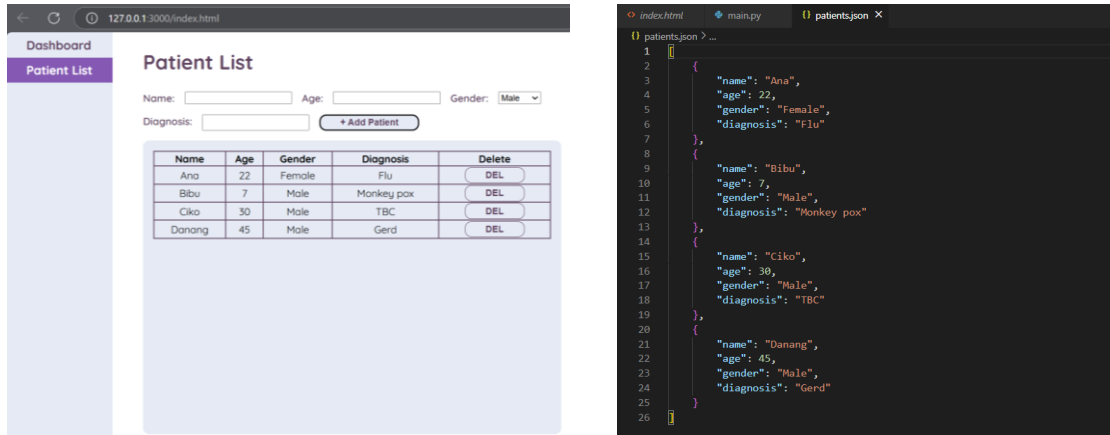 127.0.0.1:3000/index.html
Dashboard
Patient List
Patient List
Name: Age: Gender: Male
Diagnosis: + Add Patient
Name Age Gender Diagnosis Delete
Ana 22 Female Flu DEL
Bibu 7 Male Monkey pox DEL
Ciko 30 Male TBC DEL
Danang 45 Male Gerd DEL
index.html main.py {} patients.json X
{} patients.json > ...
1 [
2 {
3 "name": "Ana",
4 "age": 22,
5 "gender": "Female",
6 "diagnosis": "Flu"
7 },
8 {
9 "name": "Bibu",
10 "age": 7,
11 "gender": "Male",
12 "diagnosis": "Monkey pox"
13 },
14 {
15 "name": "Ciko",
16 "age": 30,
17 "gender": "Male",
18 "diagnosis": "TBC"
19 },
20 {
21 "name": "Danang",
22 "age": 45,
23 "gender": "Male",
24 "diagnosis": "Gerd"
25 }
26 ]